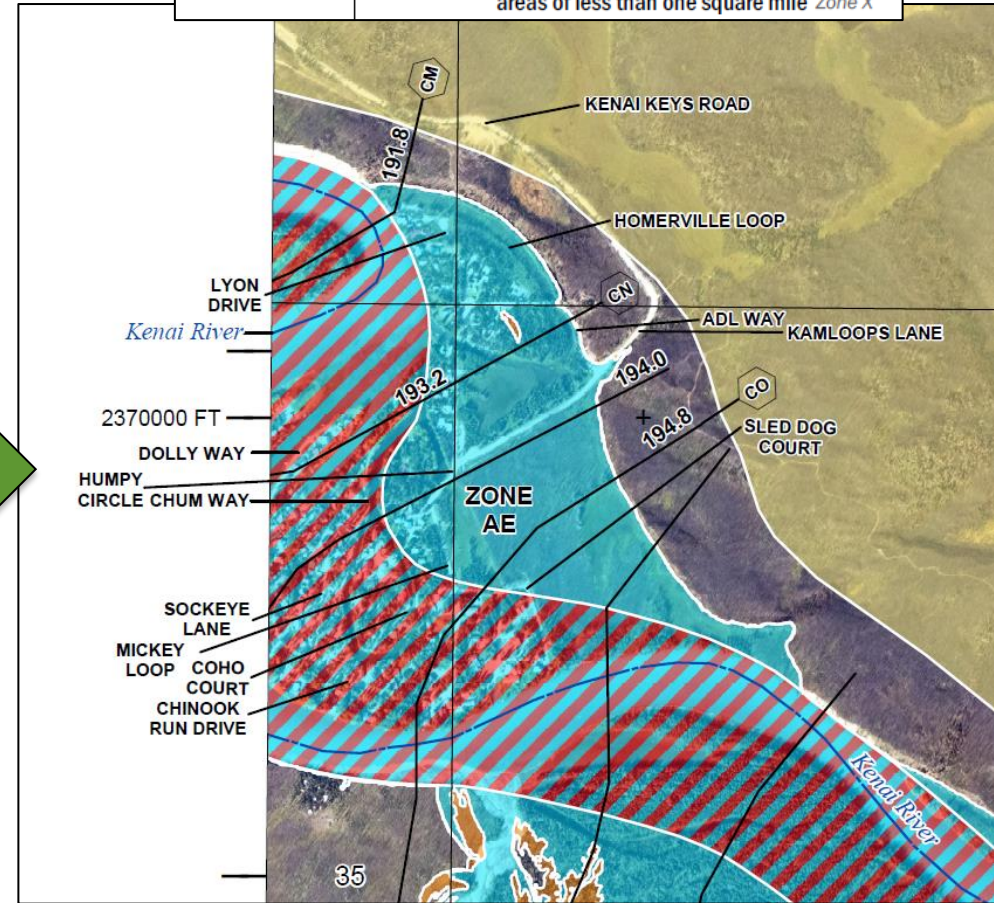 areas of less than one square mile Zone X
CM
KENAI KEYS ROAD
191.8
HOMERVILLE LOOP
LYON
DRIVE
CN
Kenai River
ADL WAY
KAMLOOPS LANE
194.0
193.2
CO
2370000 FT
194.8
SLED DOG
COURT
DOLLY WAY
HUMPY
CIRCLE CHUM WAY
ZONE
AE
SOCKEYE
LANE
MICKEY
LOOP
COHO
COURT
CHINOOK
RUN DRIVE
Kenai River
35